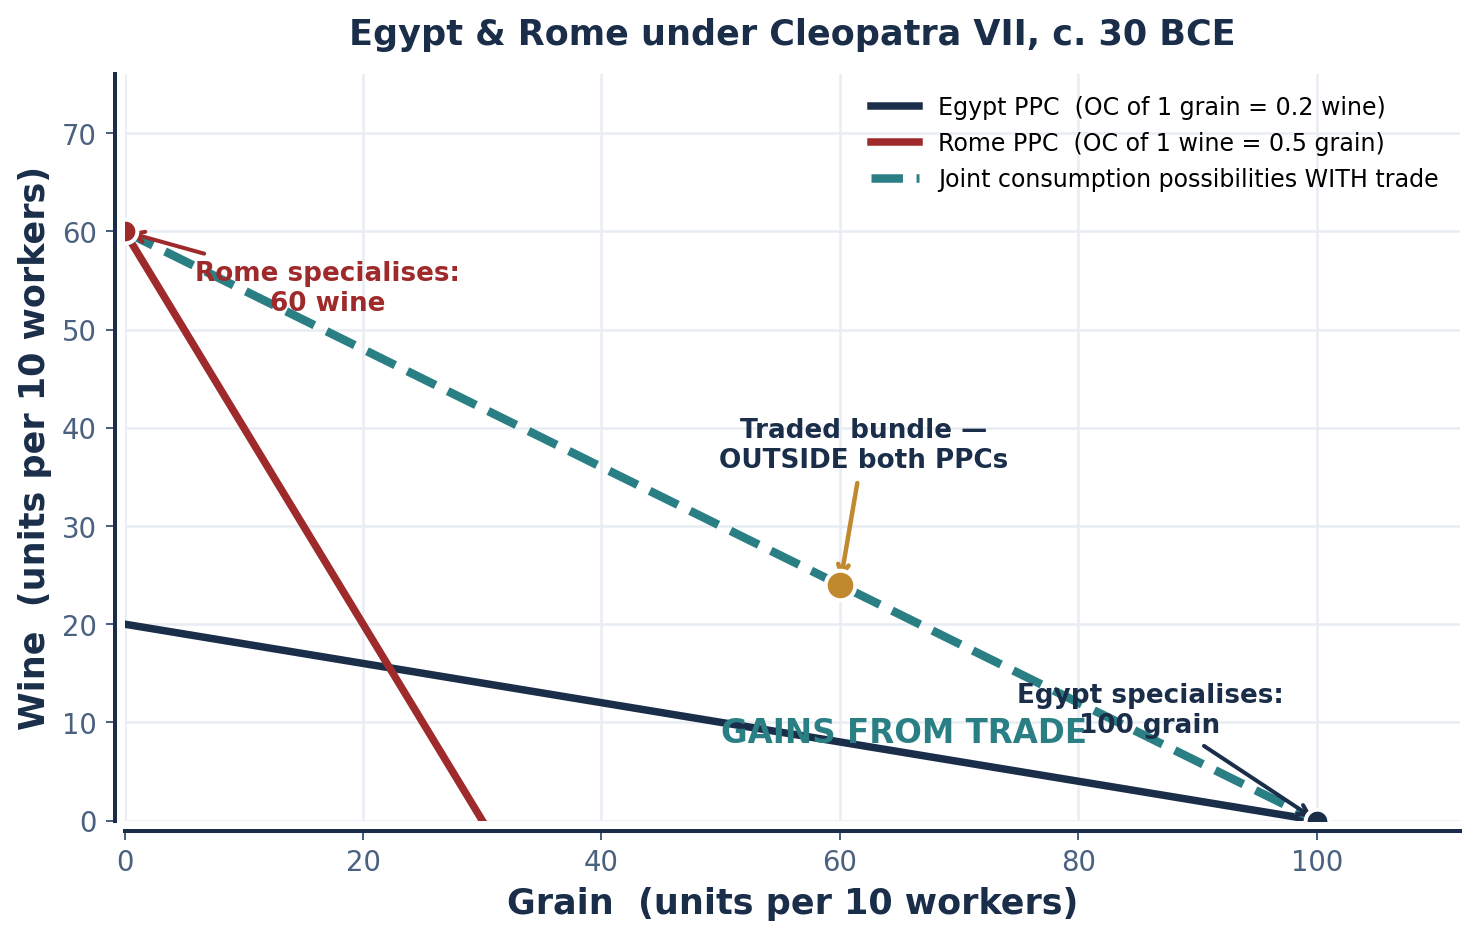 Egypt & Rome under Cleopatra VII, c. 30 BCE
Egypt PPC (OC of 1 grain = 0.2 wine)
Rome PPC (OC of 1 wine = 0.5 grain)
Joint consumption possibilities WITH trade
Wine (units per 10 workers)
70
60
50
40
30
20
10
0
Rome specialises:
60 wine
Traded bundle —
OUTSIDE both PPCs
Egypt specialises:
100 grain
GAINS FROM TRADE
0
20
40
60
80
100
Grain (units per 10 workers)